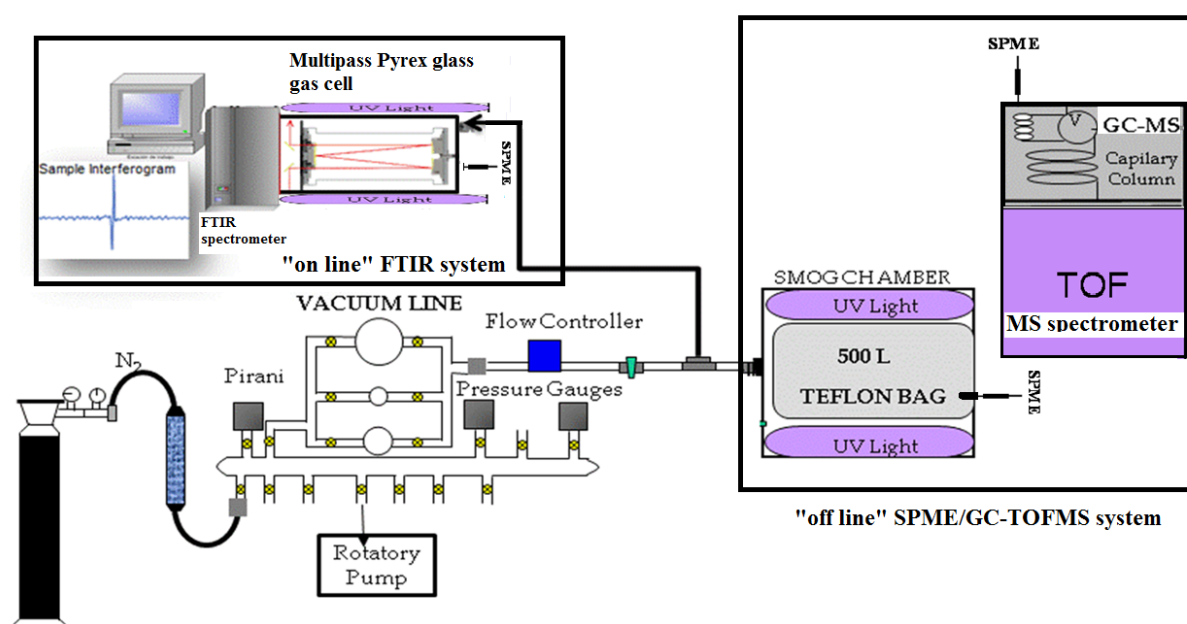 Multipass Pyrex glass
gas cell
UV Light
SPME
UV Light
Sample Interferogram
FTIR
spectrometer
"on line" FTIR system
SPME
V
GC-MS
Capilary
Column
TOF
MS spectrometer
SMOG CHAMBER
UV Light
500 L
TEFLON BAG
SPME
UV Light
"off line" SPME/GC-TOFMS system
VACUUM LINE
Flow Controller
N2
Pirani
Pressure Gauges
Rotatory
Pump